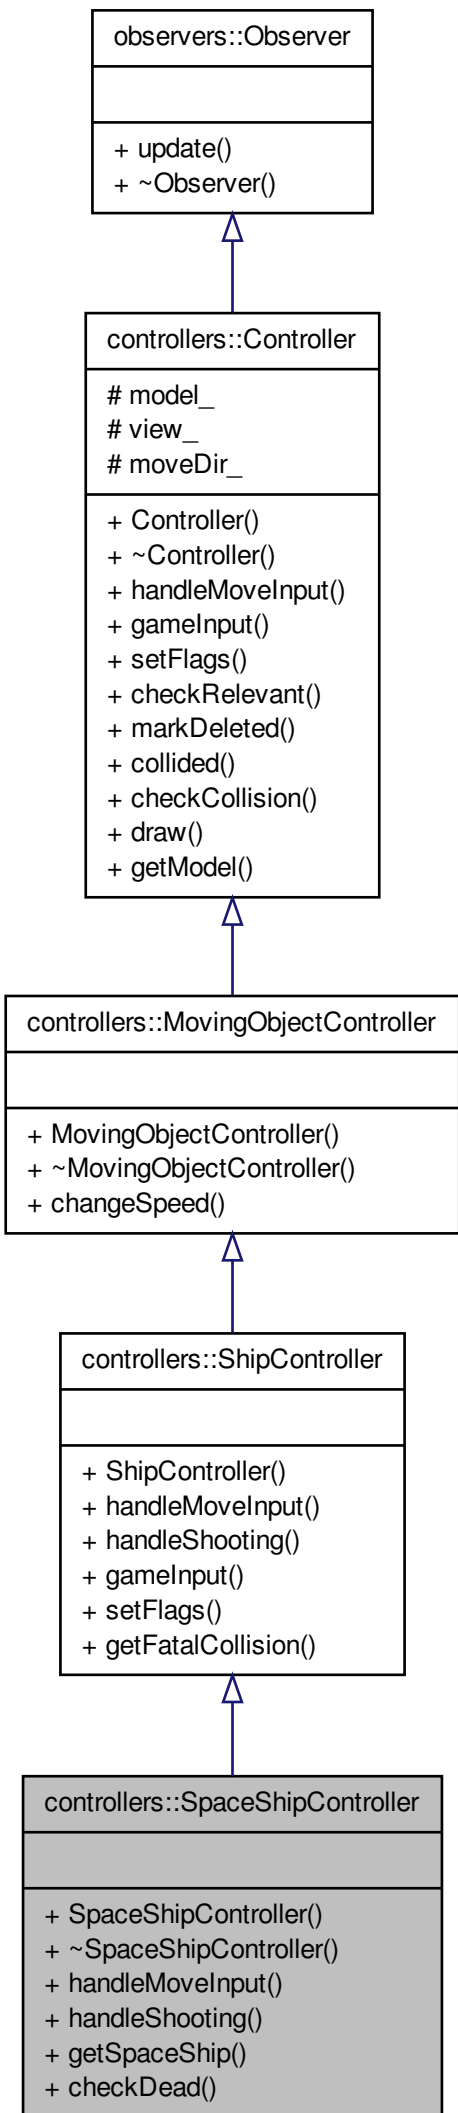 observers::Observer
+ update()
+ ~Observer()
controllers::Controller
# model_
# view_
# moveDir_
+ Controller()
+ ~Controller()
+ handleMoveInput()
+ gameInput()
+ setFlags()
+ checkRelevant()
+ markDeleted()
+ collided()
+ checkCollision()
+ draw()
+ getModel()
controllers::MovingObjectController
+ MovingObjectController()
+ ~MovingObjectController()
+ changeSpeed()
controllers::ShipController
+ ShipController()
+ handleMoveInput()
+ handleShooting()
+ gameInput()
+ setFlags()
+ getFatalCollision()
controllers::SpaceShipController
+ SpaceShipController()
+ ~SpaceShipController()
+ handleMoveInput()
+ handleShooting()
+ getSpaceShip()
+ checkDead()